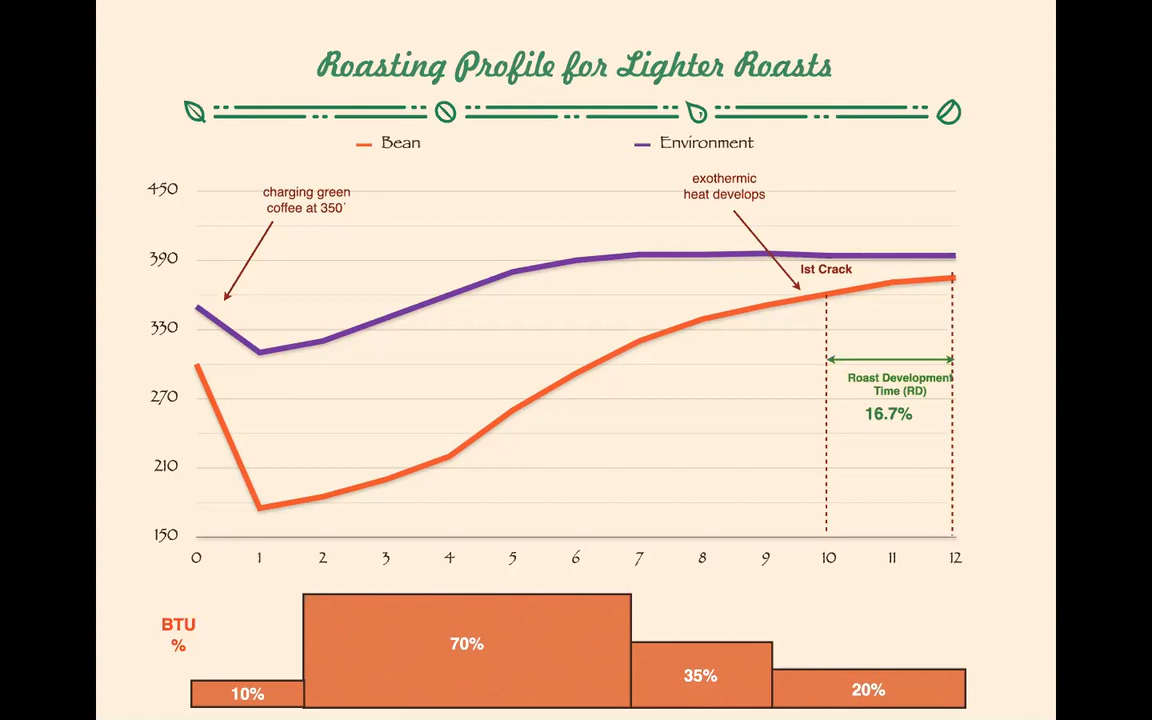 Roasting Profile for Lighter Roasts
Bean
Environment
450
390
330
270
210
150
charging green
coffee at 350°
exothermic
heat develops
1st Crack
Roast Development
Time (RD)
16.7%
0 1 2 3 4 5 6 7 8 9 10 11 12
BTU
%
10%
70%
35%
20%